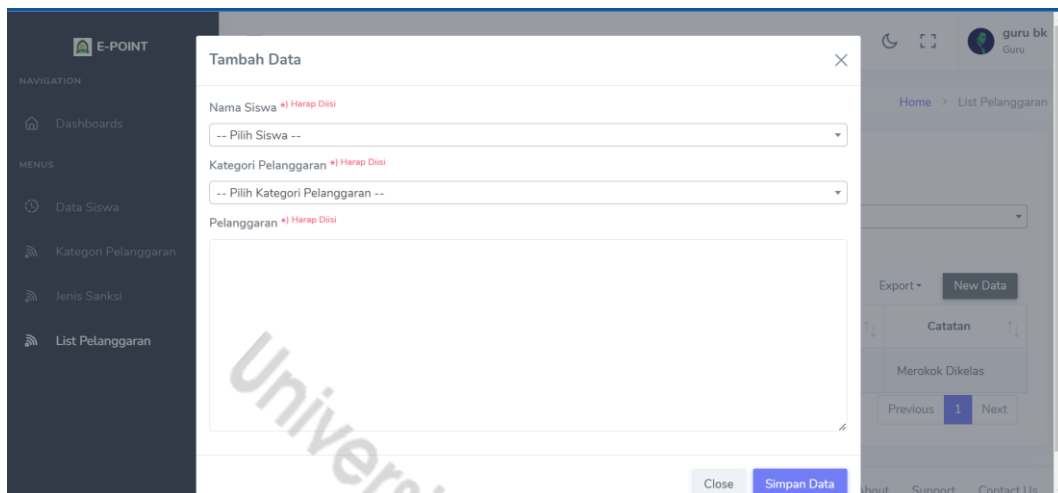 E-POINT
guru bk
Guru
NAVIGATION
Dashboards
MENUS
Data Siswa
Kategori Pelanggaran
Jenis Sanksi
List Pelanggaran
Tambah Data
Nama Siswa *) Harap Diisi
-- Pilih Siswa --
Kategori Pelanggaran *) Harap Diisi
-- Pilih Kategori Pelanggaran --
Pelanggaran *) Harap Diisi
Close Simpan Data
Home > List Pelanggaran
Export New Data
Catatan
Merokok Dikelas
Previous 1 Next
About Support Contact Us